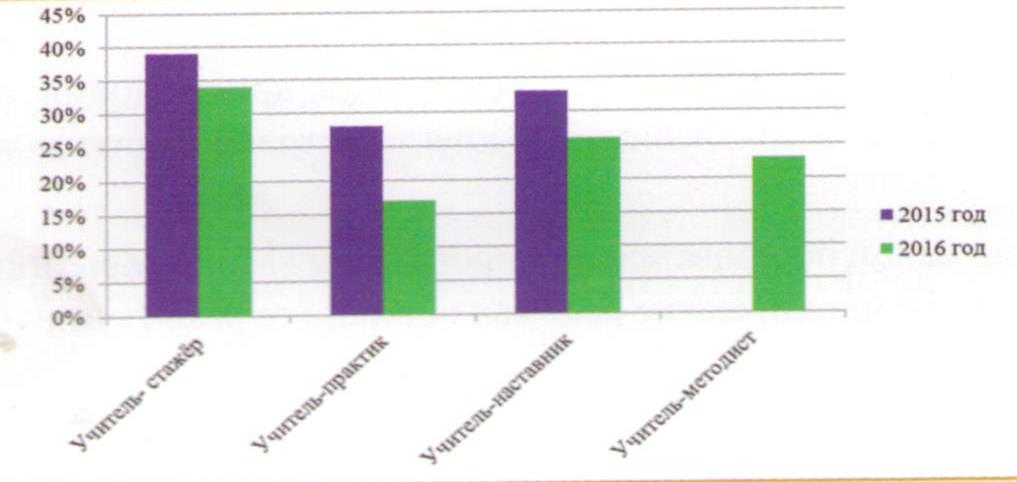 45%
40%
35%
30%
25%
20%
15%
10%
5%
0%
Учитель- стажёр
Учитель-практик
Учитель-наставник
Учитель-методист
2015 год
2016 год